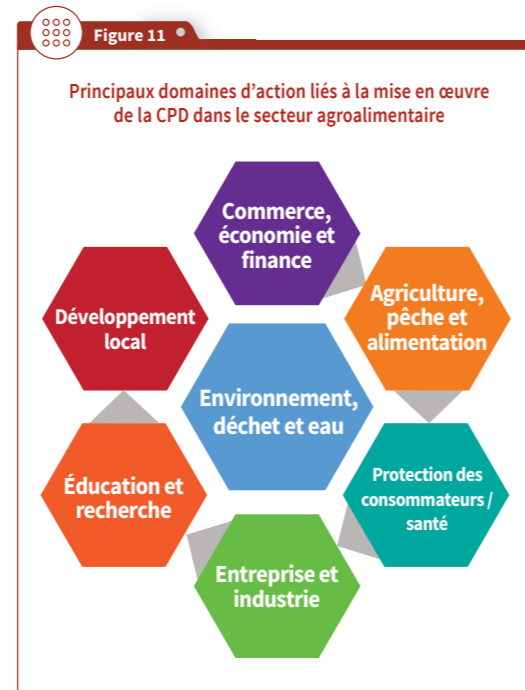 Figure 11
Principaux domaines d’action liés à la mise en œuvre
de la CPD dans le secteur agroalimentaire
Commerce,
économie et
finance
Agriculture,
pêche et
alimentation
Protection des
consommateurs /
santé
Entreprise et
industrie
Éducation et
recherche
Développement
local
Environnement,
déchet et eau